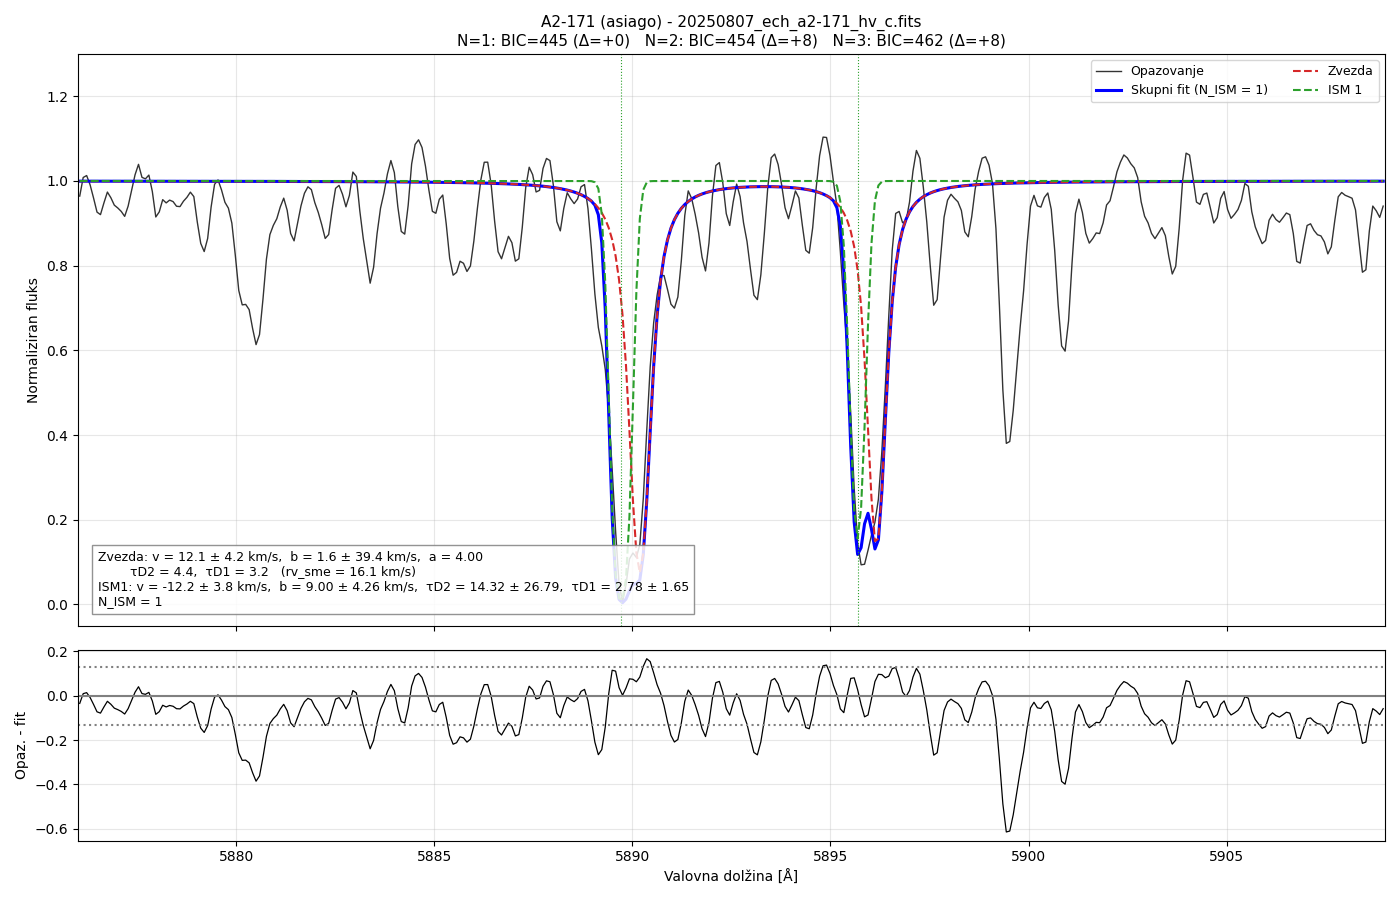 A2-171 (asiago) - 20250807_ech_a2-171_hv_c.fits
N=1: BIC=445 (Δ=+0)   N=2: BIC=454 (Δ=+8)   N=3: BIC=462 (Δ=+8)
Opazovanje
Skupni fit (N_ISM = 1)
Zvezda
ISM 1
Normaliziran fluks
1.2
1.0
0.8
0.6
0.4
0.2
0.0
Zvezda: v = 12.1 ± 4.2 km/s,  b = 1.6 ± 39.4 km/s,  a = 4.00
τD2 = 4.4,  τD1 = 3.2   (rv_sme = 16.1 km/s)
ISM1: v = -12.2 ± 3.8 km/s,  b = 9.00 ± 4.26 km/s,  τD2 = 14.32 ± 26.79,  τD1 = 2.78 ± 1.65
N_ISM = 1
Opaz. - fit
0.2
0.0
−0.2
−0.4
−0.6
5880
5885
5890
5895
5900
5905
Valovna dolžina [Å]